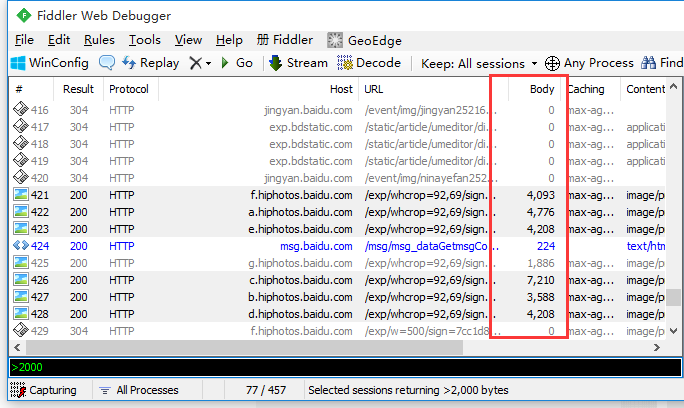 Fiddler Web Debugger
File Edit Rules Tools View Help 册 Fiddler GeoEdge
WinConfig Replay Go Stream Decode Keep: All sessions Any Process Find
# Result Protocol Host URL Body Caching Content
416 304 HTTP jingyan.baidu.com /event/img/jingyan25216... 0 max-ag...
417 304 HTTP exp.bdstatic.com /static/article/umeditor/di... 0 max-ag... applicati
418 304 HTTP exp.bdstatic.com /static/article/umeditor/di... 0 max-ag... applicati
419 304 HTTP exp.bdstatic.com /static/article/umeditor/di... 0 max-ag... applicati
420 304 HTTP jingyan.baidu.com /event/img/ninayefan252... 0 max-ag...
421 200 HTTP f.hiphotos.baidu.com /exp/whcrop=92,69/sign... 4,093 max-ag... image/p
422 200 HTTP a.hiphotos.baidu.com /exp/whcrop=92,69/sign... 4,776 max-ag... image/p
423 200 HTTP e.hiphotos.baidu.com /exp/whcrop=92,69/sign... 4,208 max-ag... image/p
424 200 HTTP msg.baidu.com /msg/msg_dataGetmsgCo... 224 text/htm
425 200 HTTP g.hiphotos.baidu.com /exp/whcrop=92,69/sign... 1,886 max-ag... image/p
426 200 HTTP c.hiphotos.baidu.com /exp/whcrop=92,69/sign... 7,210 max-ag... image/p
427 200 HTTP b.hiphotos.baidu.com /exp/whcrop=92,69/sign... 3,588 max-ag... image/p
428 200 HTTP d.hiphotos.baidu.com /exp/whcrop=92,69/sign... 4,208 max-ag... image/p
429 304 HTTP f.hiphotos.baidu.com /exp/w=500/sign=7cc1d8... 0 max-ag...
>2000
Capturing All Processes 77 / 457 Selected sessions returning >2,000 bytes